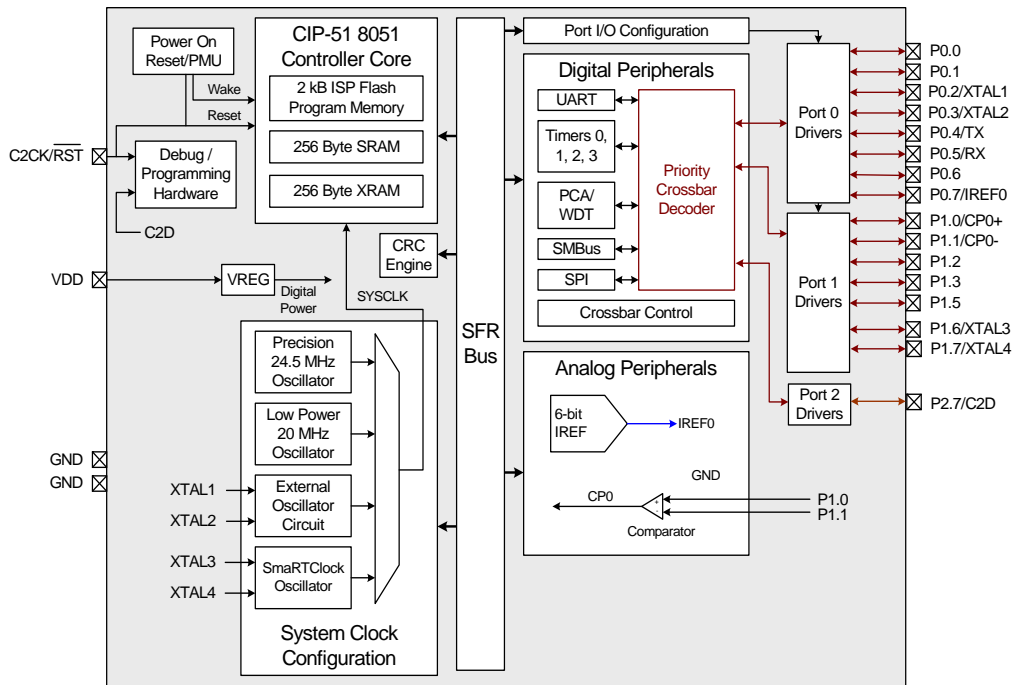 Power On
Reset/PMU
Wake
Reset
C2CK/RST
Debug /
Programming
Hardware
C2D
VDD
VREG
Digital
Power
GND
GND
CIP-51 8051
Controller Core
2 kB ISP Flash
Program Memory
256 Byte SRAM
256 Byte XRAM
CRC
Engine
SYSCLK
Precision
24.5 MHz
Oscillator
Low Power
20 MHz
Oscillator
XTAL1
XTAL2
External
Oscillator
Circuit
XTAL3
XTAL4
SmaRTClock
Oscillator
System Clock
Configuration
SFR
Bus
Port I/O Configuration
Digital Peripherals
UART
Timers 0,
1, 2, 3
PCA/
WDT
SMBus
SPI
Priority
Crossbar
Decoder
Crossbar Control
Analog Peripherals
6-bit
IREF
IREF0
GND
CP0
+
-
Comparator
P1.0
P1.1
Port 0
Drivers
Port 1
Drivers
Port 2
Drivers
P0.0
P0.1
P0.2/XTAL1
P0.3/XTAL2
P0.4/TX
P0.5/RX
P0.6
P0.7/IREF0
P1.0/CP0+
P1.1/CP0-
P1.2
P1.3
P1.5
P1.6/XTAL3
P1.7/XTAL4
P2.7/C2D